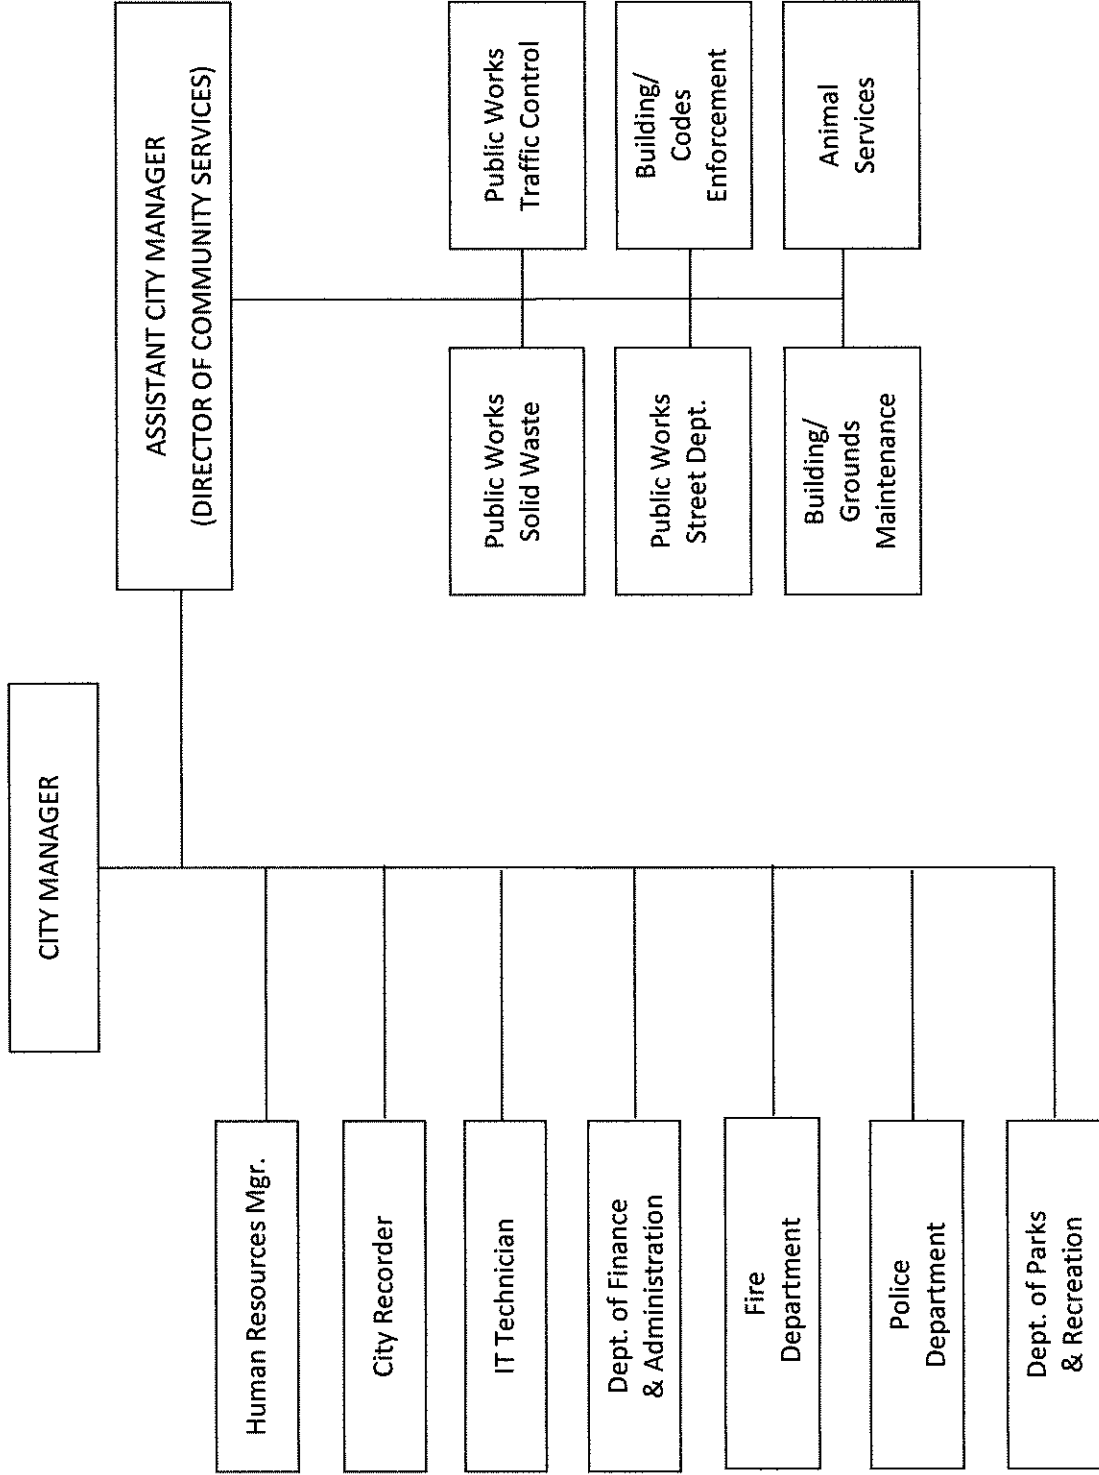 CITY MANAGER
ASSISTANT CITY MANAGER
(DIRECTOR OF COMMUNITY SERVICES)
Human Resources Mgr.
City Recorder
IT Technician
Dept. of Finance
& Administration
Fire
Department
Police
Department
Dept. of Parks
& Recreation
Public Works
Solid Waste
Public Works
Traffic Control
Public Works
Street Dept.
Building/
Codes
Enforcement
Building/
Grounds
Maintenance
Animal
Services